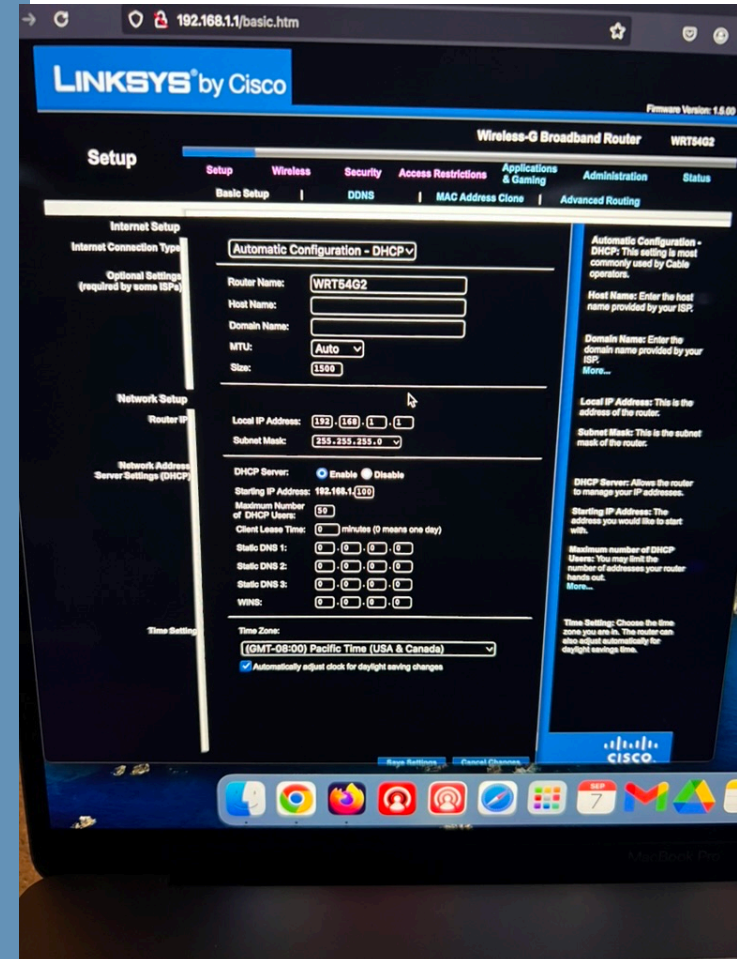 192.168.1.1/basic.htm
LINKSYS® by Cisco
Firmware Version: 1.5.00
Wireless-G Broadband Router WRT54G2
Setup
Setup Wireless Security Access Restrictions Applications & Gaming Administration Status
Basic Setup | DDNS | MAC Address Clone | Advanced Routing
Internet Setup
Internet Connection Type
Automatic Configuration - DHCP
Optional Settings
(required by some ISPs)
Router Name: WRT54G2
Host Name:
Domain Name:
MTU: Auto
Size: 1500
Network Setup
Router IP
Local IP Address: 192 . 168 . 1 . 1
Subnet Mask: 255.255.255.0
Network Address
Server Settings (DHCP)
DHCP Server: Enable Disable
Starting IP Address: 192.168.1. 100
Maximum Number
of DHCP Users: 50
Client Lease Time: 0 minutes (0 means one day)
Static DNS 1: 0 . 0 . 0 . 0
Static DNS 2: 0 . 0 . 0 . 0
Static DNS 3: 0 . 0 . 0 . 0
WINS: 0 . 0 . 0 . 0
Time Setting
Time Zone:
(GMT-08:00) Pacific Time (USA & Canada)
Automatically adjust clock for daylight saving changes
Automatic Configuration -
DHCP: This setting is most
commonly used by Cable
operators.
Host Name: Enter the host
name provided by your ISP.
Domain Name: Enter the
domain name provided by your
ISP.
More...
Local IP Address: This is the
address of the router.
Subnet Mask: This is the subnet
mask of the router.
DHCP Server: Allows the router
to manage your IP addresses.
Starting IP Address: The
address you would like to start
with.
Maximum number of DHCP
Users: You may limit the
number of addresses your router
hands out.
More...
Time Setting: Choose the time
zone you are in. The router can
also adjust automatically for
daylight savings time.
Save Settings Cancel Changes
CISCO
SEP
7
MacBook Pro